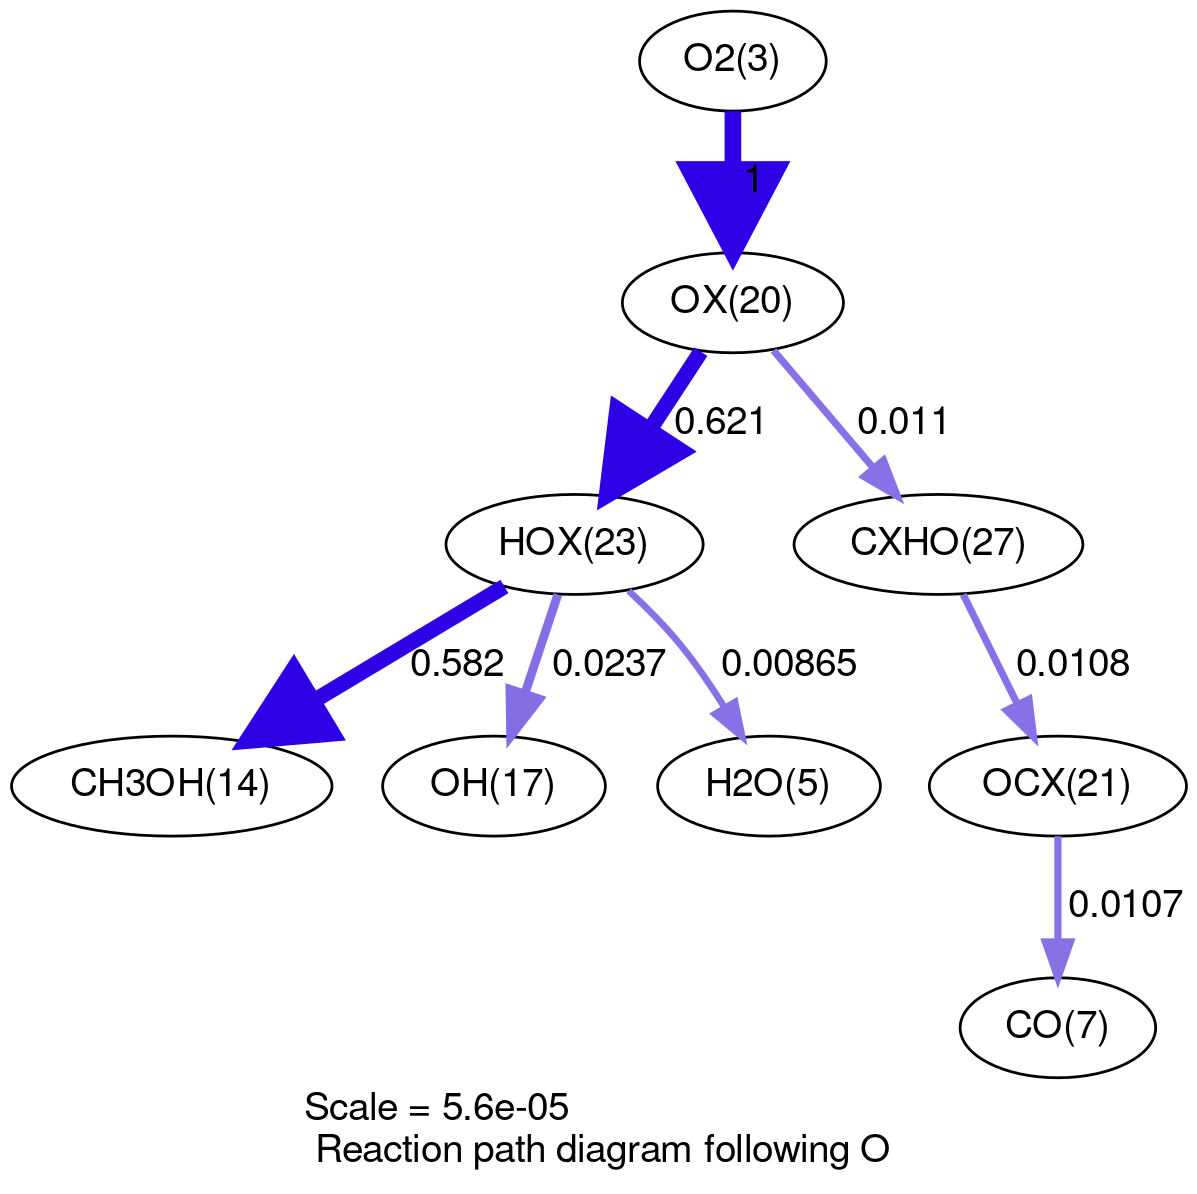 O2(3)
1
OX(20)
0.621
0.011
HOX(23)
CXHO(27)
0.582
0.0237
0.00865
0.0108
CH3OH(14)
OH(17)
H2O(5)
OCX(21)
0.0107
CO(7)
Scale = 5.6e-05
Reaction path diagram following O